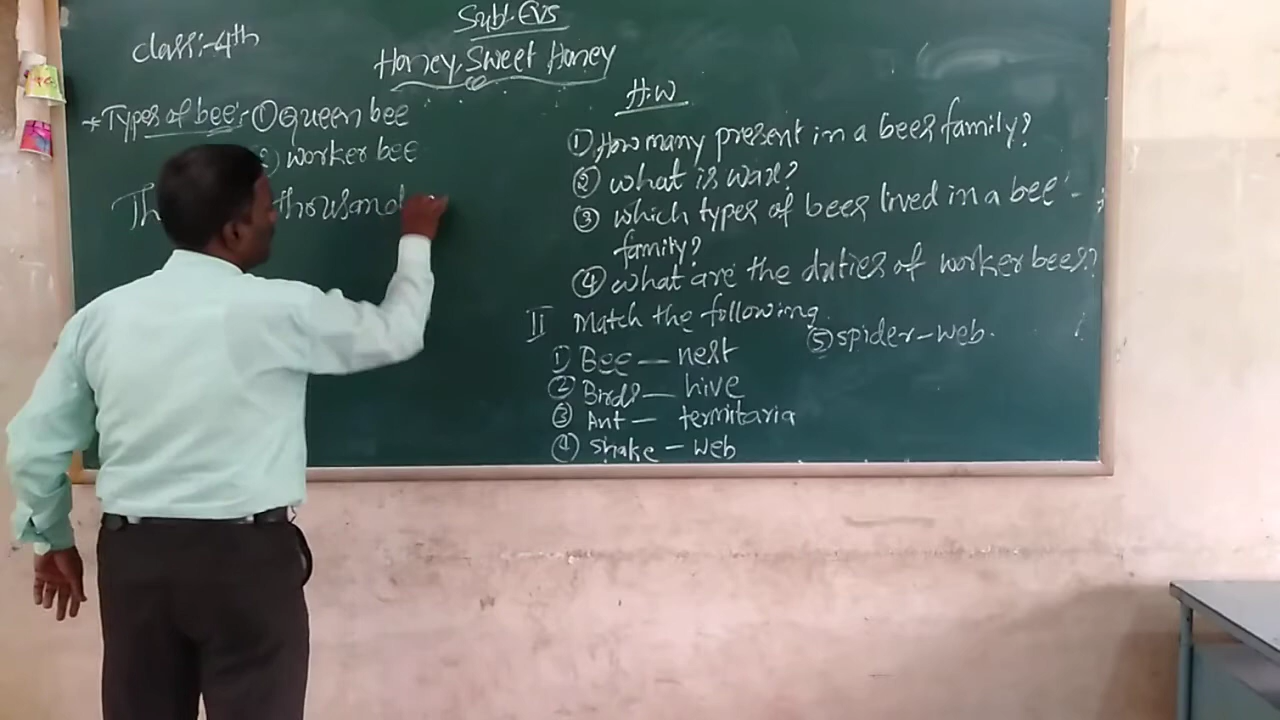 Sub:- EVS
Class:- 4th
Honey Sweet Honey
*Types of bee:- ① Queen bee
2) worker bee
thousand
H.W
① How many present in a bees family?
② what is wax?
③ which types of bees lived in a bee -
family?
④ what are the duties of worker bees?
II Match the following.
① Bee — nest
② Birds — hive
③ Ant — termitaria
④ Snake — web
⑤ spider — web.